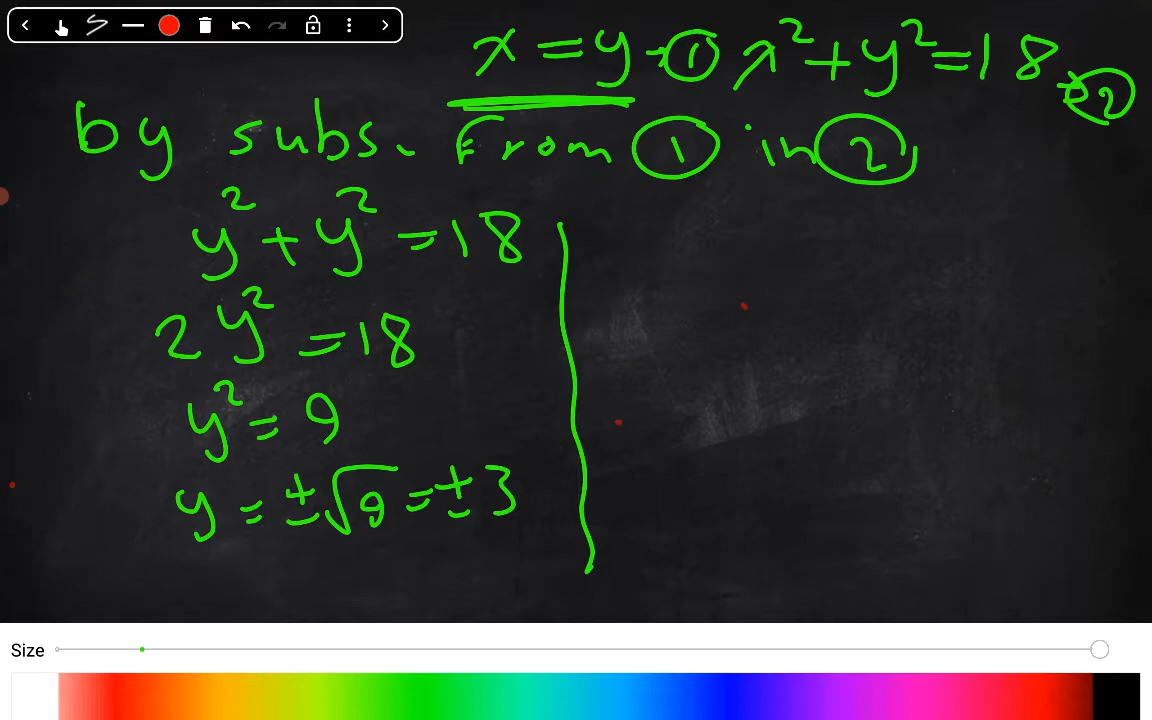 x = y → ① x² + y² = 18 → ②
by subs. From ① in ②,
y² + y² = 18
2y² = 18
y² = 9
y = ±√9 = ±3
Size